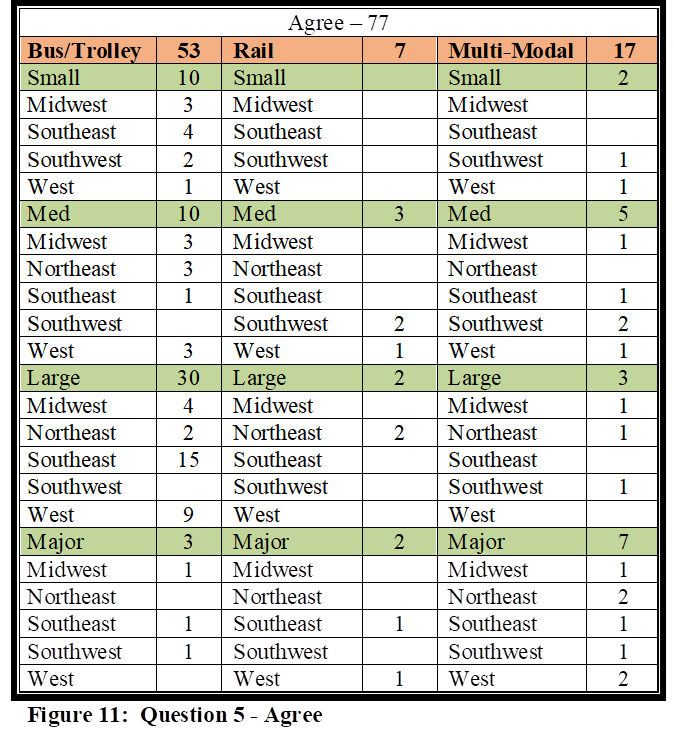 Agree – 77
Bus/Trolley 53 Rail 7 Multi-Modal 17
Small 10 Small Small 2
Midwest 3 Midwest Midwest
Southeast 4 Southeast Southeast
Southwest 2 Southwest Southwest 1
West 1 West West 1
Med 10 Med 3 Med 5
Midwest 3 Midwest Midwest 1
Northeast 3 Northeast Northeast
Southeast 1 Southeast Southeast 1
Southwest Southwest 2 Southwest 2
West 3 West 1 West 1
Large 30 Large 2 Large 3
Midwest 4 Midwest Midwest 1
Northeast 2 Northeast 2 Northeast 1
Southeast 15 Southeast Southeast
Southwest Southwest Southwest 1
West 9 West West
Major 3 Major 2 Major 7
Midwest 1 Midwest Midwest 1
Northeast Northeast Northeast 2
Southeast 1 Southeast 1 Southeast 1
Southwest 1 Southwest Southwest 1
West West 1 West 2
Figure 11: Question 5 - Agree